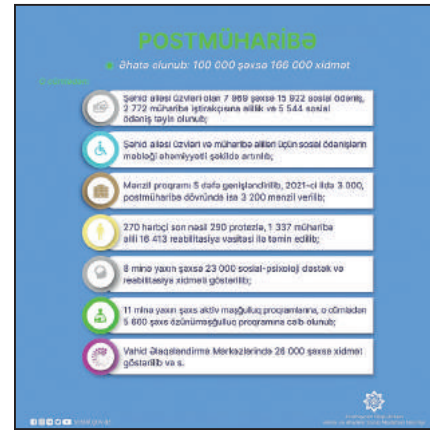 POSTMÜHARİBƏ
Əhatə olunub: 100 000 şəxsə 166 000 xidmət
Şəhid ailəsi üzvləri olan 7 969 şəxsə 15 922 sosial ödəniş,
2 772 müharibə iştirakçısına əlillik və 5 544 sosial
ödəniş təyin olunub;
Şəhid ailəsi üzvləri və müharibə əlilləri üçün sosial ödənişlərin
məbləği əhəmiyyətli şəkildə artırılıb;
Mənzil proqramı 5 dəfə genişləndirilib, 2021-ci ildə 3 000,
postmüharibə dövründə isə 3 200 mənzil verilib;
270 hərbçi son nəsil 290 protezlə, 1 337 müharibə
əlili 16 413 reabilitasiya vasitəsi ilə təmin edilib;
8 minə yaxın şəxsə 23 000 sosial-psixoloji dəstək və
reabilitasiya xidməti göstərilib;
11 minə yaxın şəxs aktiv məşğulluq proqramlarına, o cümlədən
5 600 şəxs özünüməşğulluq proqramına cəlb olunub;
Vahid Əlaqələndirmə Mərkəzlərində 26 000 şəxsə xidmət
göstərilib və s.